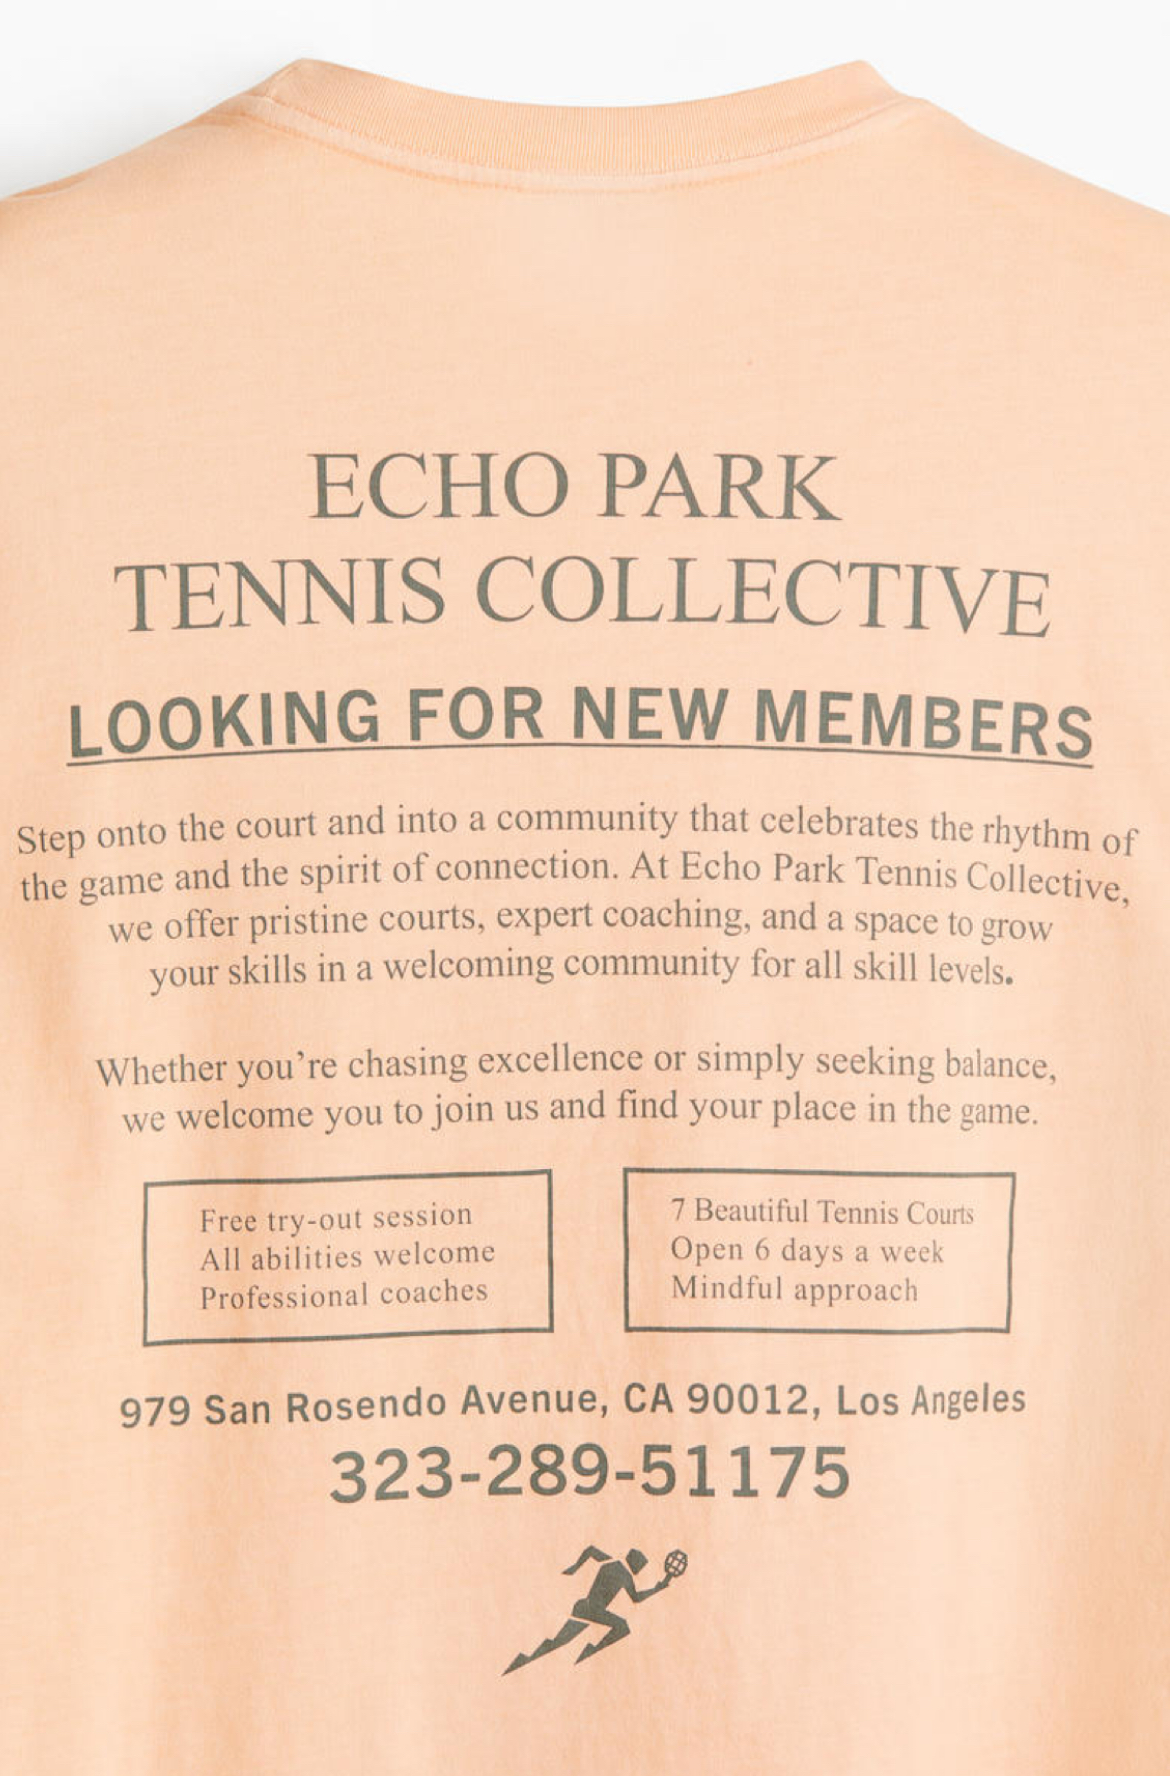 ECHO PARK
TENNIS COLLECTIVE
LOOKING FOR NEW MEMBERS
Step onto the court and into a community that celebrates the rhythm of
the game and the spirit of connection. At Echo Park Tennis Collective,
we offer pristine courts, expert coaching, and a space to grow
your skills in a welcoming community for all skill levels.
Whether you're chasing excellence or simply seeking balance,
we welcome you to join us and find your place in the game.
Free try-out session
All abilities welcome
Professional coaches
7 Beautiful Tennis Courts
Open 6 days a week
Mindful approach
979 San Rosendo Avenue, CA 90012, Los Angeles
323-289-51175